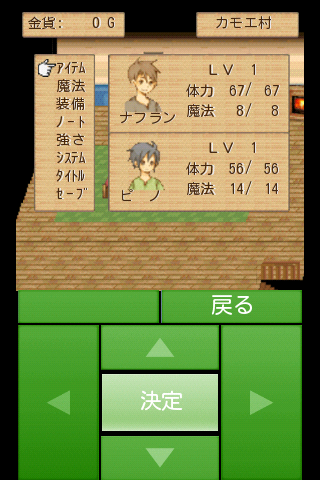 金貨: 0 G
カモエ村
アイテム
魔法
装備
ノート
強さ
システム
タイトル
セーブ
LV 1
体力 67/ 67
魔法 8/ 8
ナフラン
LV 1
体力 56/ 56
魔法 14/ 14
ピノ
戻る
決定